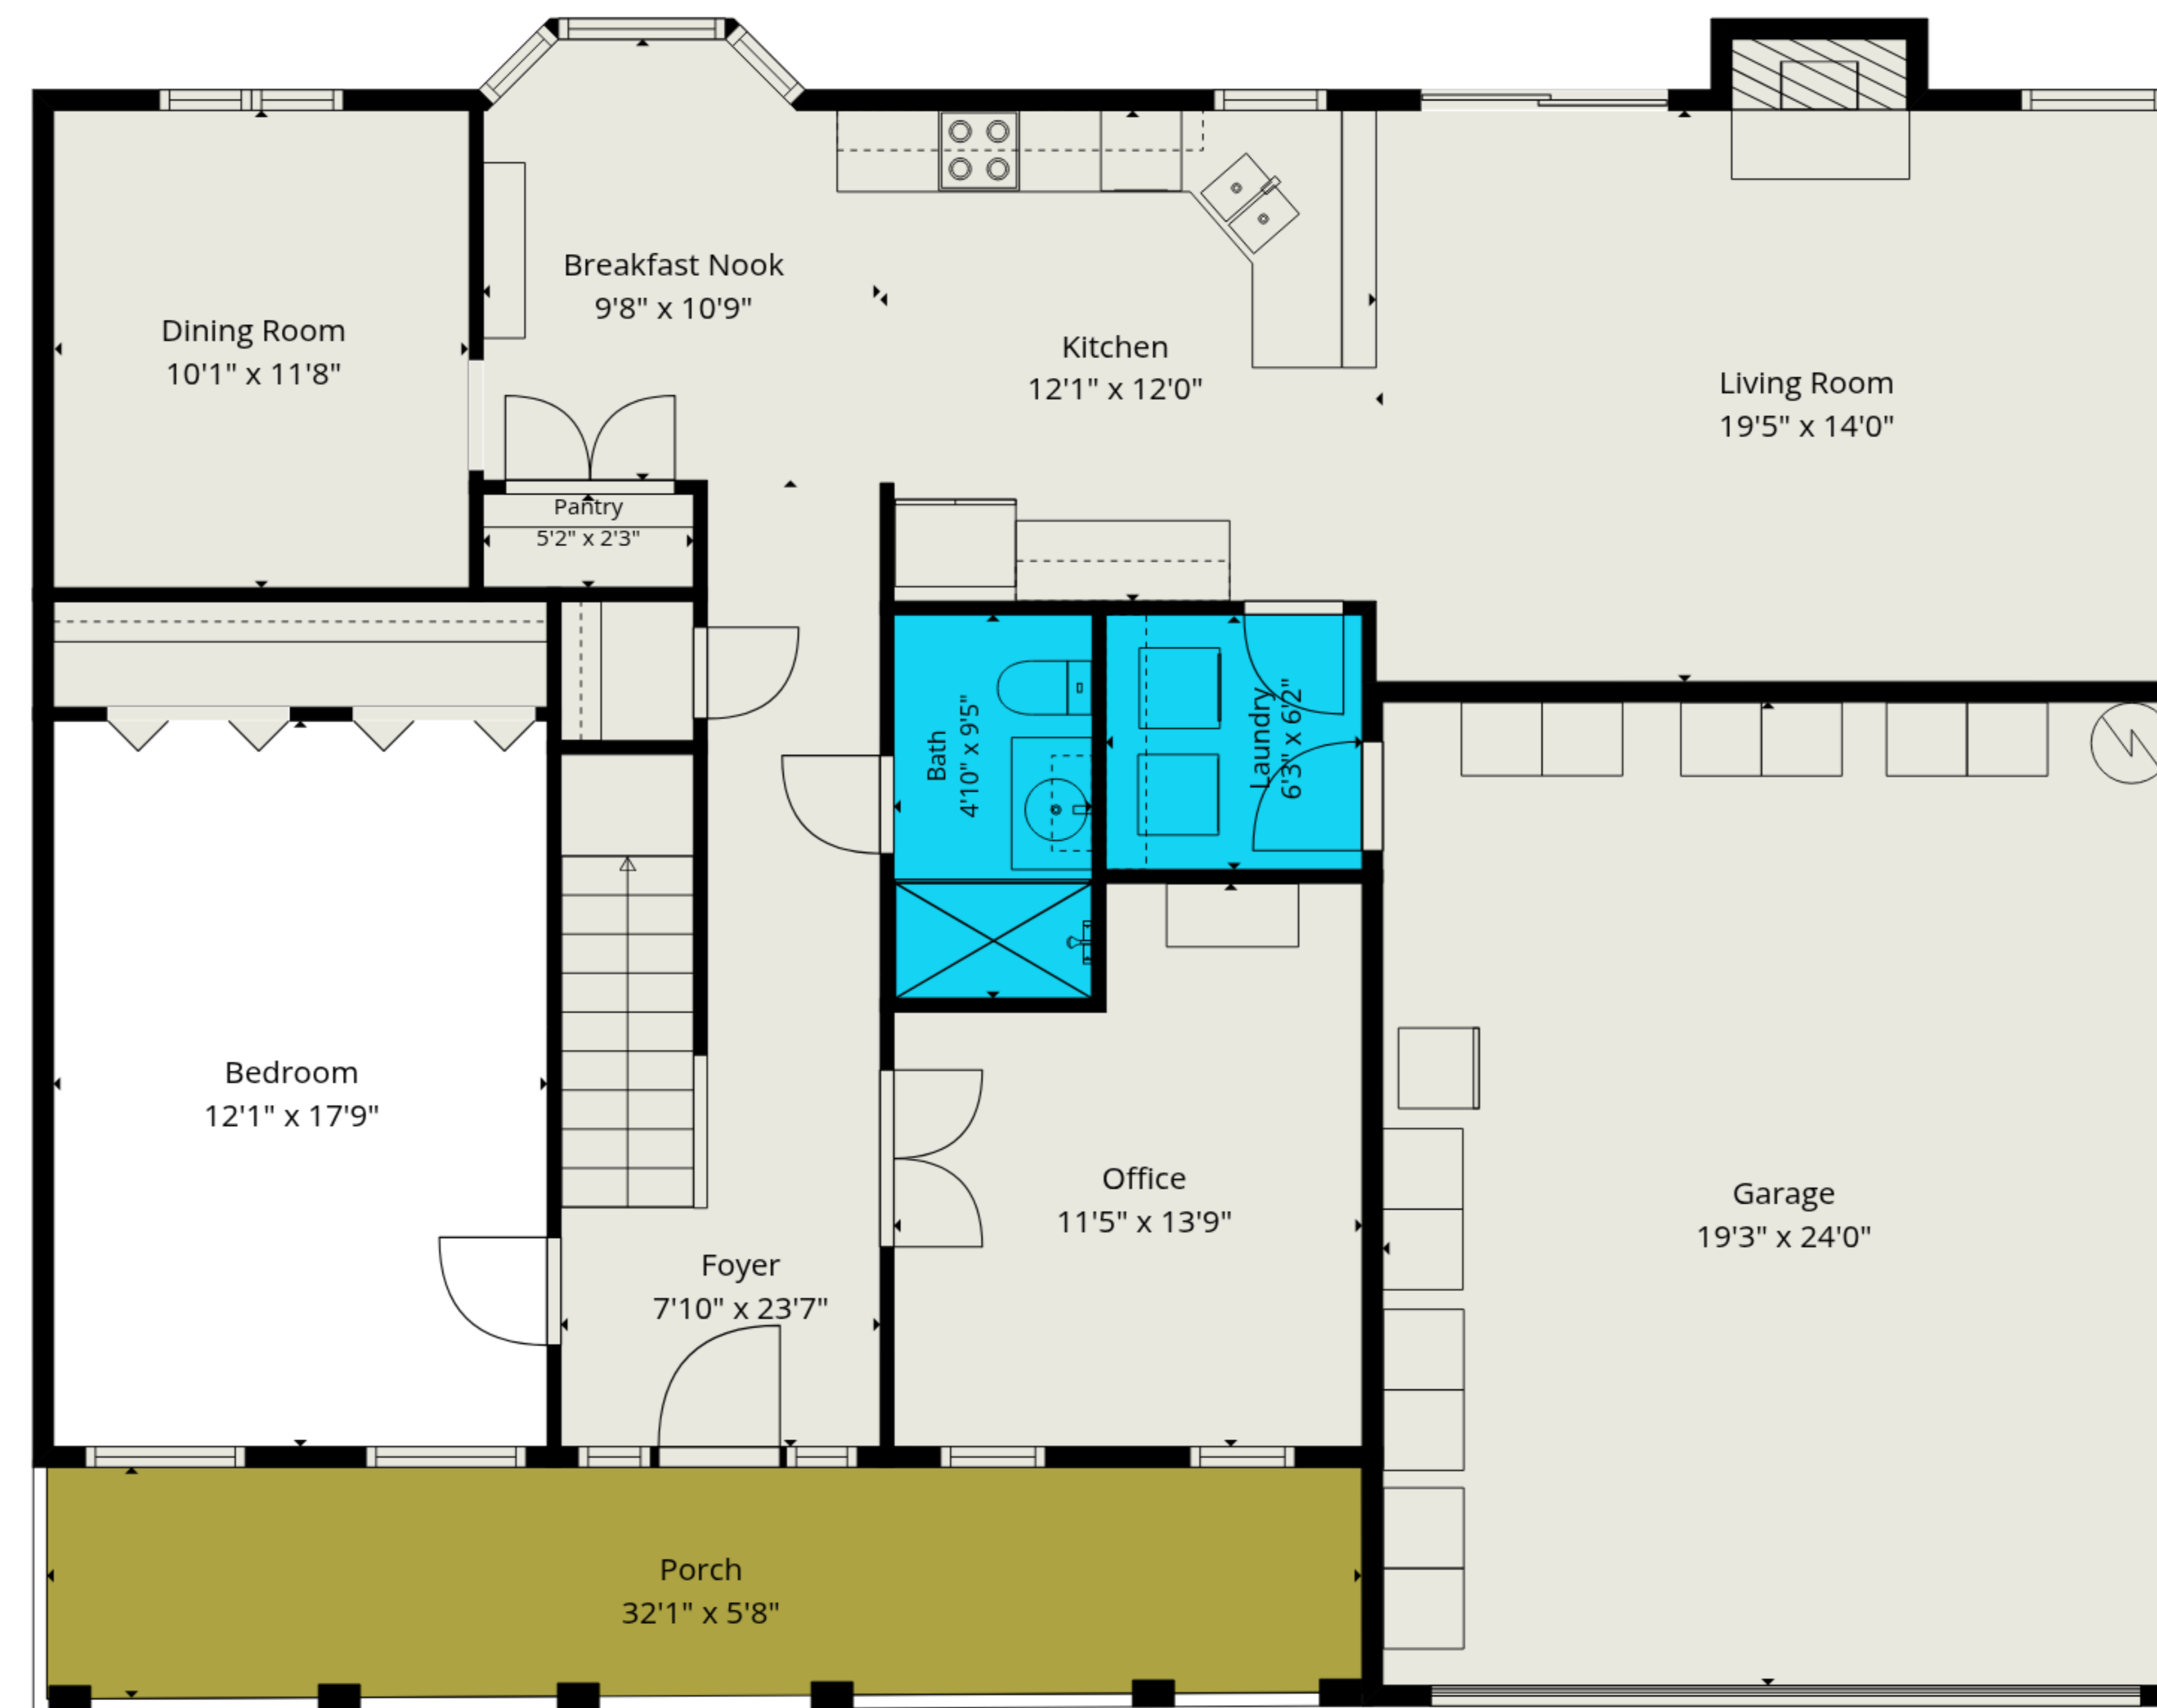 Breakfast Nook
9'8" x 10'9"
Dining Room
10'1" x 11'8"
Kitchen
12'1" x 12'0"
Living Room
19'5" x 14'0"
Pantry
5'2" x 2'3"
Bath
4'10" x 9'5"
Laundry
6'3" x 6'2"
Bedroom
12'1" x 17'9"
Office
11'5" x 13'9"
Garage
19'3" x 24'0"
Foyer
7'10" x 23'7"
Porch
32'1" x 5'8"